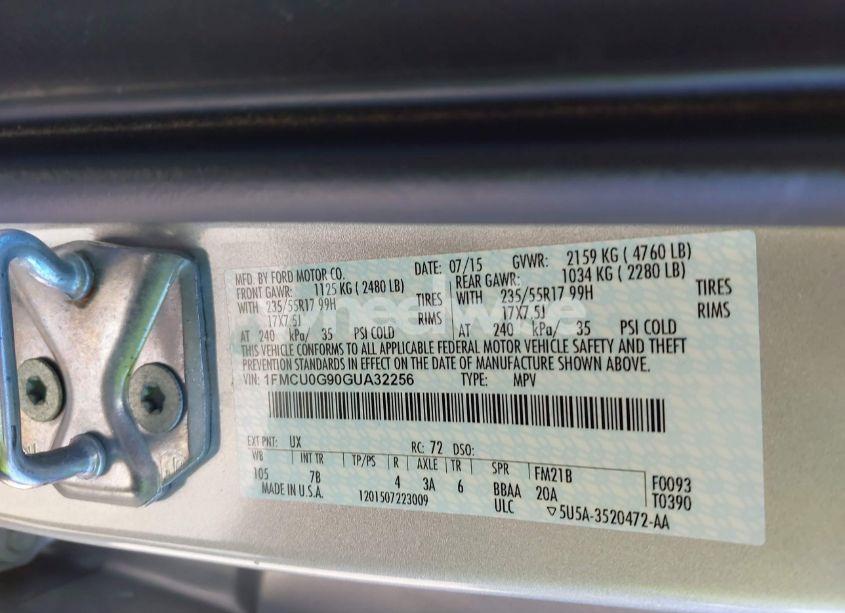 MFD. BY FORD MOTOR CO.
DATE: 07/15 GVWR: 2159 KG ( 4760 LB)
FRONT GAWR: 1125 KG ( 2480 LB) REAR GAWR: 1034 KG ( 2280 LB)
WITH 235/55R17 99H TIRES WITH 235/55R17 99H TIRES
17X7.5J RIMS 17X7.5J RIMS
AT 240 kPa/ 35 PSI COLD AT 240 kPa/ 35 PSI COLD
THIS VEHICLE CONFORMS TO ALL APPLICABLE FEDERAL MOTOR VEHICLE SAFETY AND THEFT
PREVENTION STANDARDS IN EFFECT ON THE DATE OF MANUFACTURE SHOWN ABOVE.
VIN: 1FMCU0G90GUA32256 TYPE: MPV
EXT PNT: UX RC: 72 DSO:
WB INT TR TP/PS R AXLE TR SPR FM21B F0093
105 7B 4 3A 6 BBAA 20A T0390
MADE IN U.S.A. 1201507223009 ULC ▽5U5A-3520472-AA
wheelwise